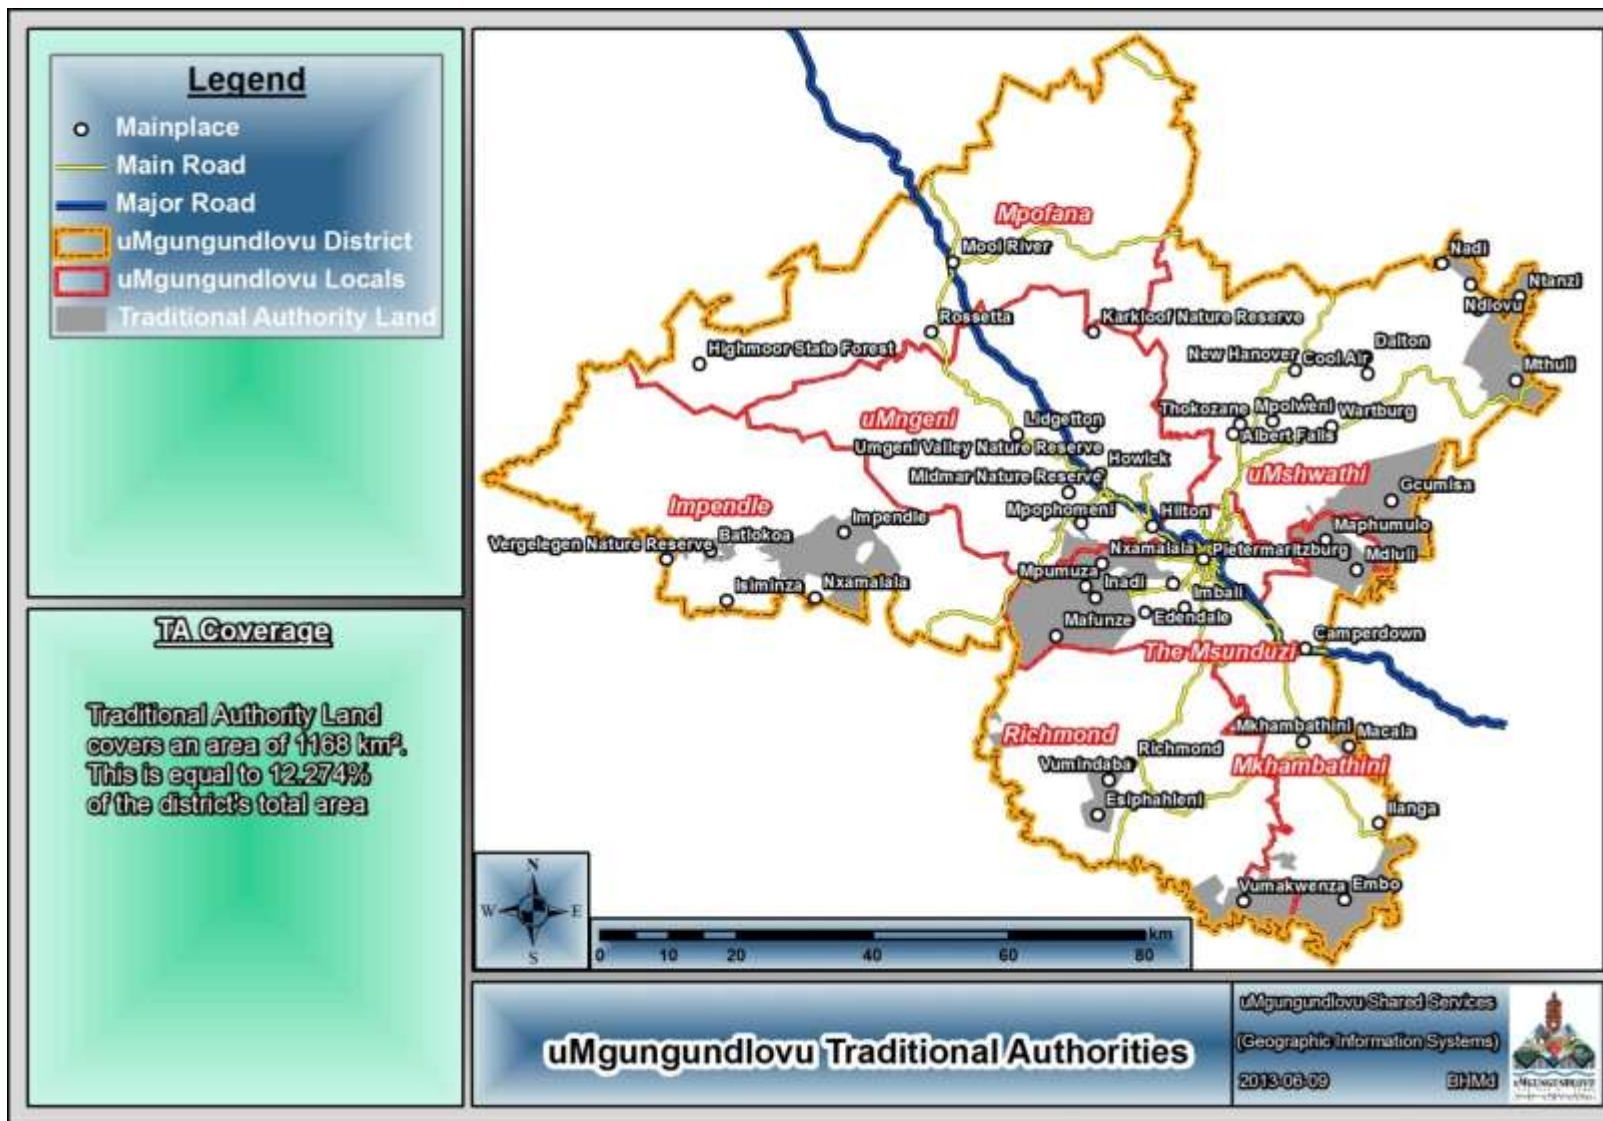 Legend
Mainplace
Main Road
Major Road
uMgungundlovu District
uMgungundlovu Locals
Traditional Authority Land
TA Coverage
Traditional Authority Land
covers an area of 1168 km².
This is equal to 12.274%
of the district's total area
Mpofana
Mooi River
Nadi
Ntanzi
Ndlovu
Rossetta
Karkloof Nature Reserve
Highmoor State Forest
New Hanover
Cool Air
Dalton
Mthuli
uMngeni
Lidgetton
Thokozane
Mpolweni
Wartburg
Albert Falls
Umgeni Valley Nature Reserve
Howick
Midmar Nature Reserve
uMshwathi
Gcumisa
Impendle
Impendle
Mpophomeni
Hilton
Maphumulo
Batlokoa
Vergelegen Nature Reserve
Nxamalala
Pietermaritzburg
Mdluli
Isiminza
Nxamalala
Mpumuza
Inadi
Imbali
Mafunze
Edendale
The Msunduzi
Camperdown
Richmond
Richmond
Mkhambathini
Macala
Vumindaba
Mkhambathini
Esiphahleni
Ilanga
Vumakwenza
Embo
N
W
E
S
0 10 20 40 60 80
km
uMgungundlovu Traditional Authorities
uMgungundlovu Shared Services
(Geographic Information Systems)
2013-06-09 BHMd
UMGUNGUNDLOVU